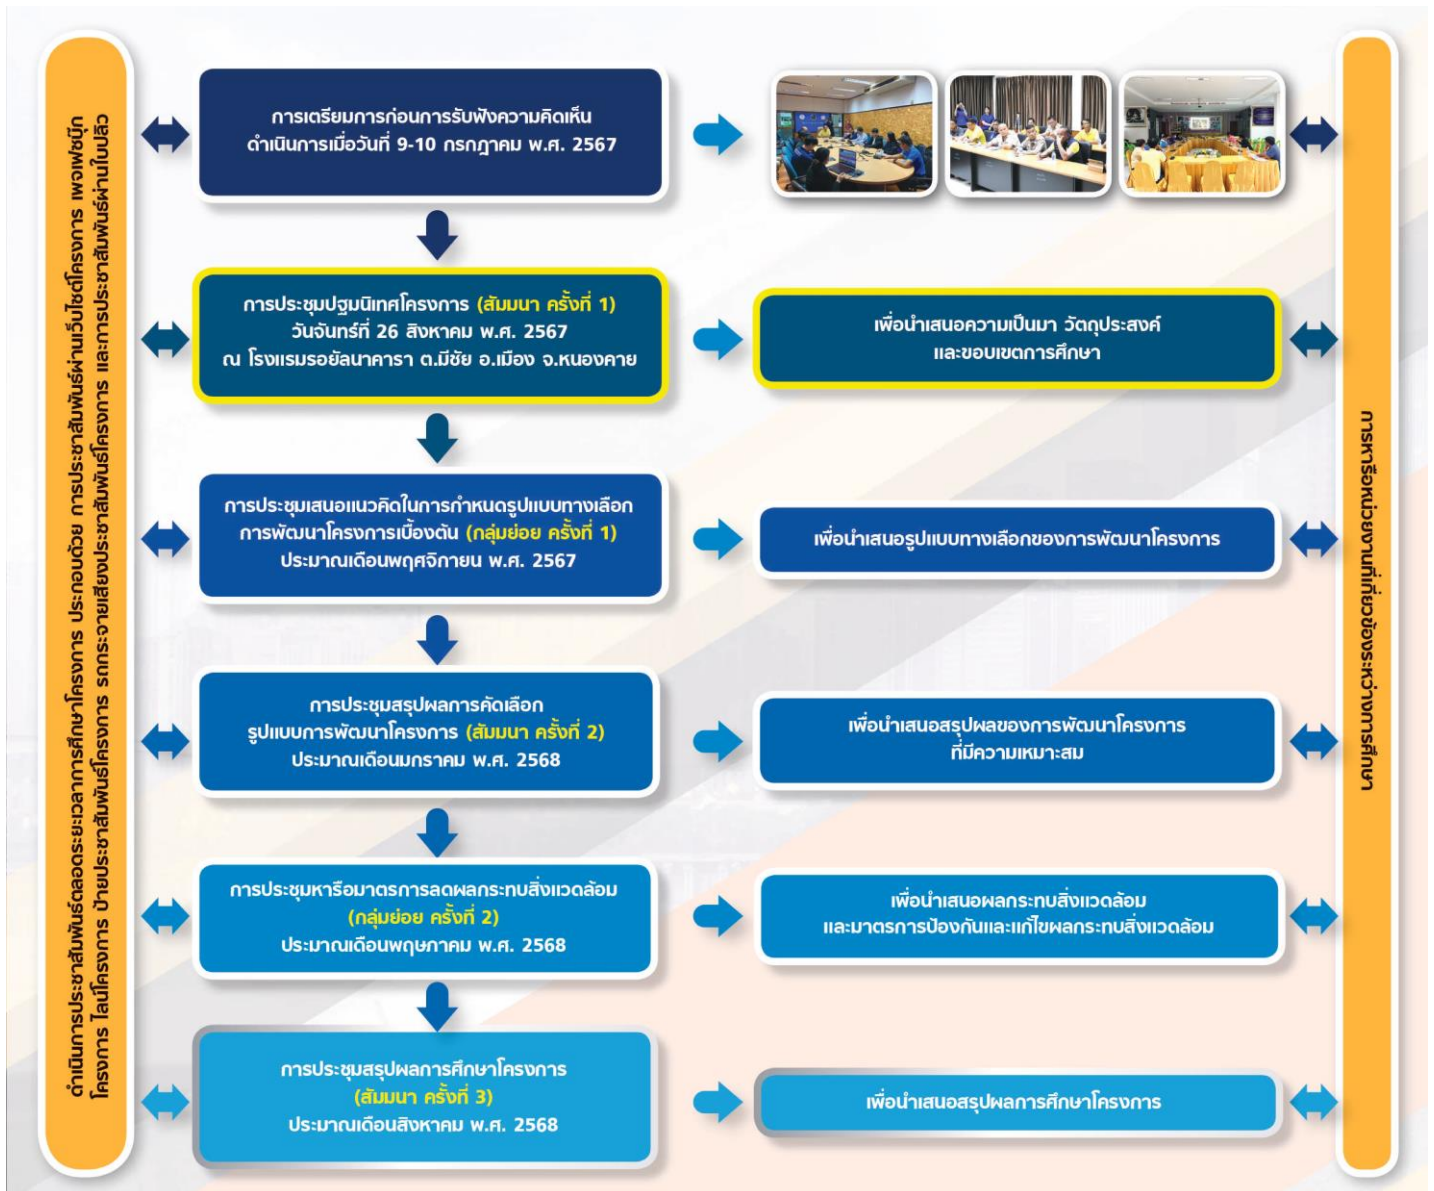 ดำเนินการประชาสัมพันธ์ตลอดระยะเวลาการศึกษาโครงการ ประกอบด้วย การประชาสัมพันธ์ผ่านเว็บไซต์โครงการ เพจเฟซบุ๊ก
โครงการ ไลน์โครงการ ป้ายประชาสัมพันธ์โครงการ รถกระจายเสียงประชาสัมพันธ์โครงการ และการประชาสัมพันธ์ผ่านใบปลิว
การเตรียมการก่อนการรับฟังความคิดเห็น
ดำเนินการเมื่อวันที่ 9-10 กรกฎาคม พ.ศ. 2567
การประชุมปฐมนิเทศโครงการ (สัมมนา ครั้งที่ 1)
วันจันทร์ที่ 26 สิงหาคม พ.ศ. 2567
ณ โรงแรมรอยัลนาคารา ต.มีชัย อ.เมือง จ.หนองคาย
เพื่อนำเสนอความเป็นมา วัตถุประสงค์
และขอบเขตการศึกษา
การประชุมเสนอแนวคิดในการกำหนดรูปแบบทางเลือก
การพัฒนาโครงการเบื้องต้น (กลุ่มย่อย ครั้งที่ 1)
ประมาณเดือนพฤศจิกายน พ.ศ. 2567
เพื่อนำเสนอรูปแบบทางเลือกของการพัฒนาโครงการ
การประชุมสรุปผลการคัดเลือก
รูปแบบการพัฒนาโครงการ (สัมมนา ครั้งที่ 2)
ประมาณเดือนมกราคม พ.ศ. 2568
เพื่อนำเสนอสรุปผลของการพัฒนาโครงการ
ที่มีความเหมาะสม
การประชุมหารือมาตรการลดผลกระทบสิ่งแวดล้อม
(กลุ่มย่อย ครั้งที่ 2)
ประมาณเดือนพฤษภาคม พ.ศ. 2568
เพื่อนำเสนอผลกระทบสิ่งแวดล้อม
และมาตรการป้องกันและแก้ไขผลกระทบสิ่งแวดล้อม
การประชุมสรุปผลการศึกษาโครงการ
(สัมมนา ครั้งที่ 3)
ประมาณเดือนสิงหาคม พ.ศ. 2568
เพื่อนำเสนอสรุปผลการศึกษาโครงการ
การหารือหน่วยงานที่เกี่ยวข้องระหว่างการศึกษา